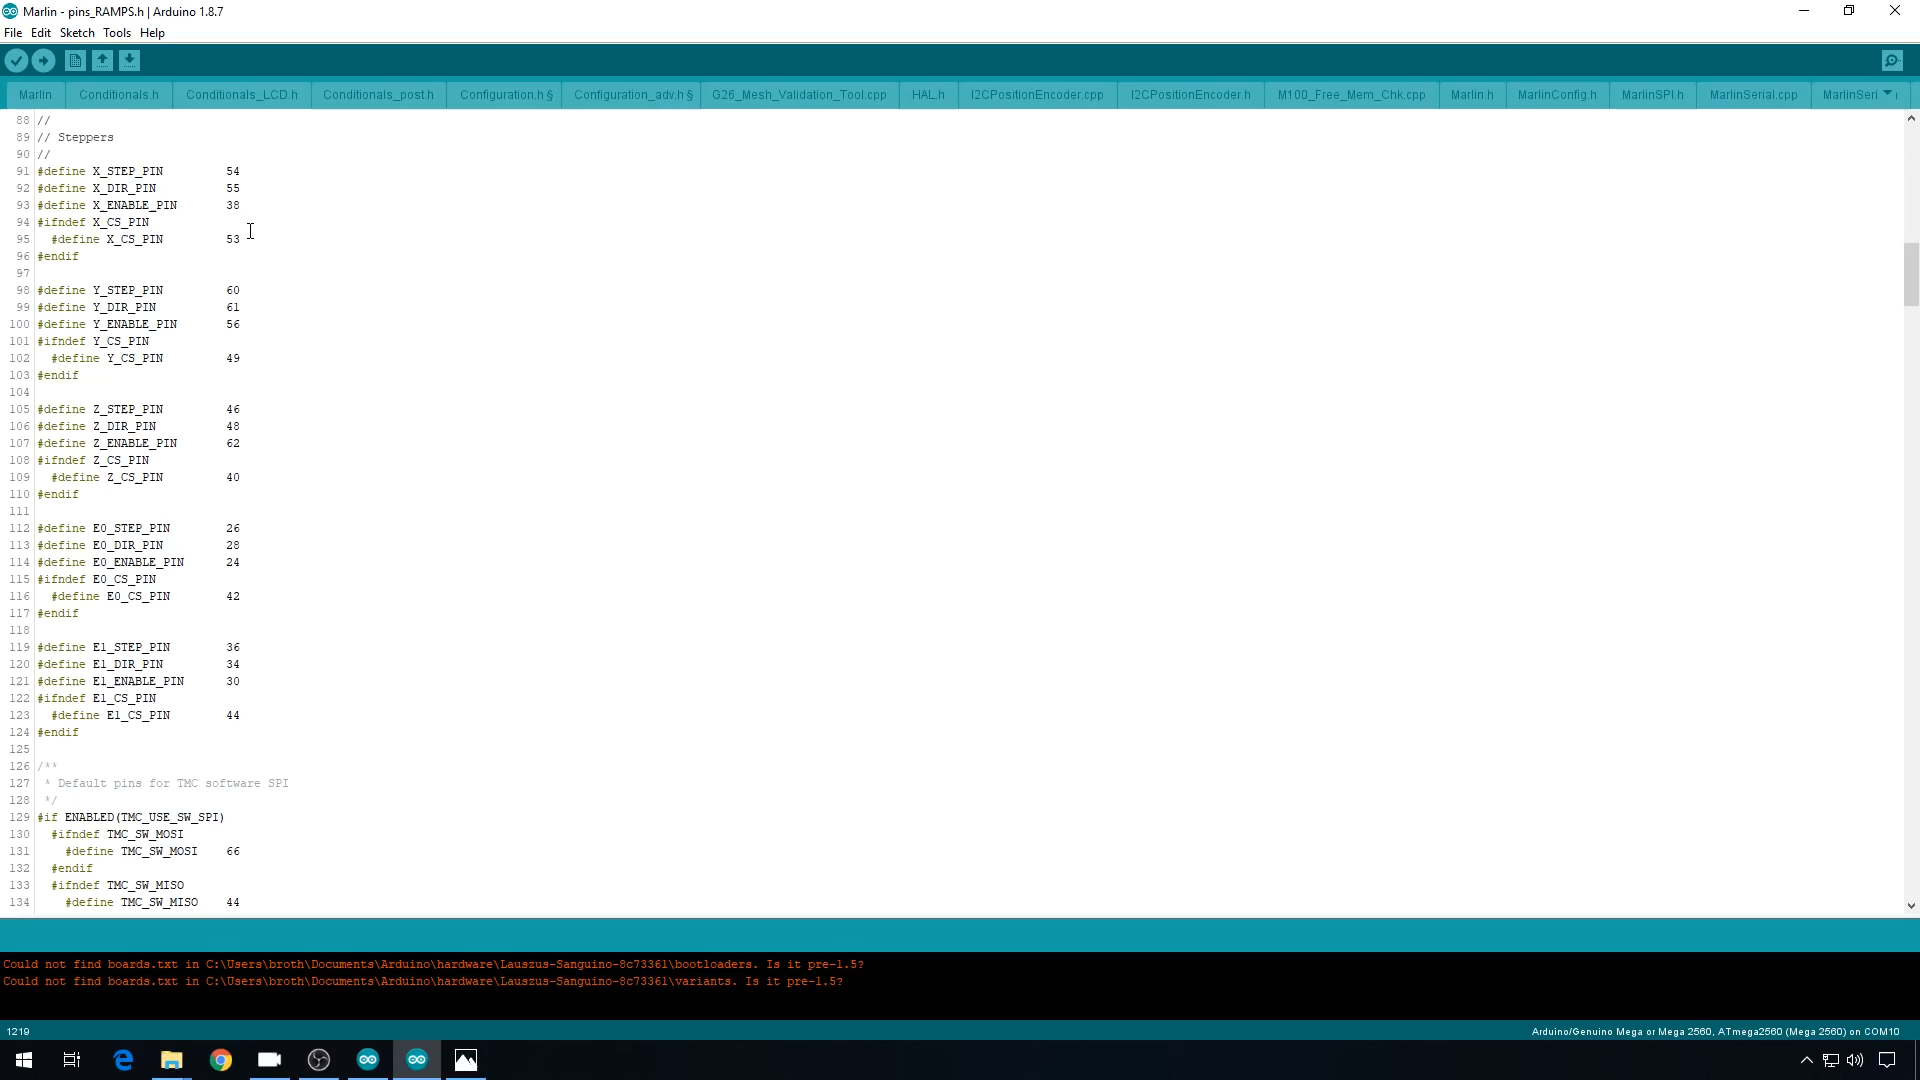 Marlin - pins_RAMPS.h | Arduino 1.8.7
File Edit Sketch Tools Help
Marlin Conditionals.h Conditionals_LCD.h Conditionals_post.h Configuration.h § Configuration_adv.h § G26_Mesh_Validation_Tool.cpp HAL.h I2CPositionEncoder.cpp I2CPositionEncoder.h M100_Free_Mem_Chk.cpp Marlin.h MarlinConfig.h MarlinSPI.h MarlinSerial.cpp MarlinSeri
88 //
89 // Steppers
90 //
91 #define X_STEP_PIN 54
92 #define X_DIR_PIN 55
93 #define X_ENABLE_PIN 38
94 #ifndef X_CS_PIN
95 #define X_CS_PIN 53
96 #endif
97
98 #define Y_STEP_PIN 60
99 #define Y_DIR_PIN 61
100 #define Y_ENABLE_PIN 56
101 #ifndef Y_CS_PIN
102 #define Y_CS_PIN 49
103 #endif
104
105 #define Z_STEP_PIN 46
106 #define Z_DIR_PIN 48
107 #define Z_ENABLE_PIN 62
108 #ifndef Z_CS_PIN
109 #define Z_CS_PIN 40
110 #endif
111
112 #define E0_STEP_PIN 26
113 #define E0_DIR_PIN 28
114 #define E0_ENABLE_PIN 24
115 #ifndef E0_CS_PIN
116 #define E0_CS_PIN 42
117 #endif
118
119 #define E1_STEP_PIN 36
120 #define E1_DIR_PIN 34
121 #define E1_ENABLE_PIN 30
122 #ifndef E1_CS_PIN
123 #define E1_CS_PIN 44
124 #endif
125
126 /**
127 * Default pins for TMC software SPI
128 */
129 #if ENABLED(TMC_USE_SW_SPI)
130 #ifndef TMC_SW_MOSI
131 #define TMC_SW_MOSI 66
132 #endif
133 #ifndef TMC_SW_MISO
134 #define TMC_SW_MISO 44
Could not find boards.txt in C:\Users\broth\Documents\Arduino\hardware\Lauszus-Sanguino-8c73361\bootloaders. Is it pre-1.5?
Could not find boards.txt in C:\Users\broth\Documents\Arduino\hardware\Lauszus-Sanguino-8c73361\variants. Is it pre-1.5?
1219 Arduino/Genuino Mega or Mega 2560, ATmega2560 (Mega 2560) on COM10